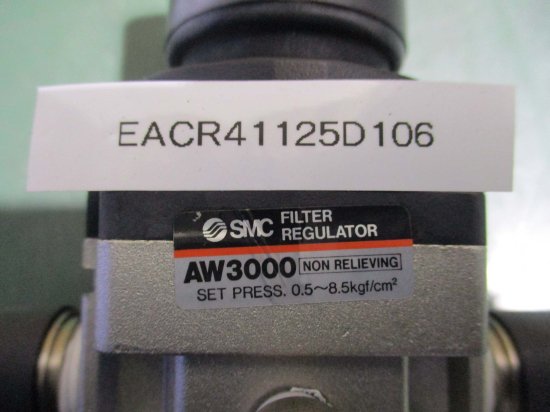 EACR41125D106
SMC FILTER REGULATOR
AW3000 NON RELIEVING
SET PRESS. 0.5~8.5kgf/cm²